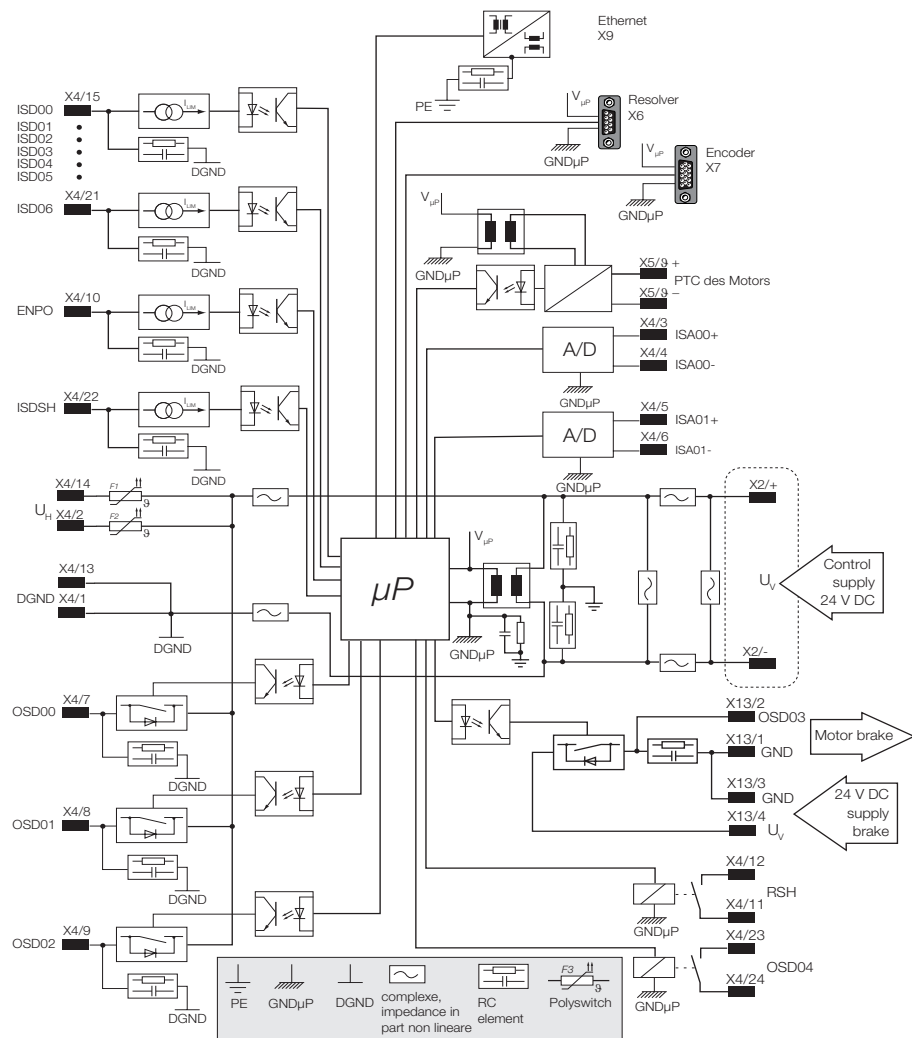 Ethernet
X9
PE
X4/15
ISD00
ISD01
ISD02
ISD03
ISD04
ISD05
I_LIM
DGND
VµP
Resolver
X6
GNDµP
VµP
Encoder
X7
GNDµP
X4/21
ISD06
I_LIM
DGND
VµP
GNDµP
X5/ϑ +
PTC des Motors
X5/ϑ −
X4/10
ENPO
I_LIM
DGND
A/D
GNDµP
X4/3
ISA00+
X4/4
ISA00-
X4/22
ISDSH
I_LIM
DGND
A/D
GNDµP
X4/5
ISA01+
X4/6
ISA01-
X4/14
F1
ϑ
UH
X4/2
F2
ϑ
X2/+
X4/13
DGND
X4/1
DGND
µP
VµP
GNDµP
UV
Control
supply
24 V DC
X2/-
X4/7
OSD00
DGND
X13/2
OSD03
X13/1
GND
Motor brake
X13/3
GND
X13/4
UV
24 V DC
supply
brake
X4/8
OSD01
DGND
X4/12
RSH
X4/11
GNDµP
X4/9
OSD02
DGND
X4/23
OSD04
X4/24
GNDµP
PE
GNDµP
DGND
complexe,
impedance in
part non lineare
RC
element
F3
ϑ
Polyswitch